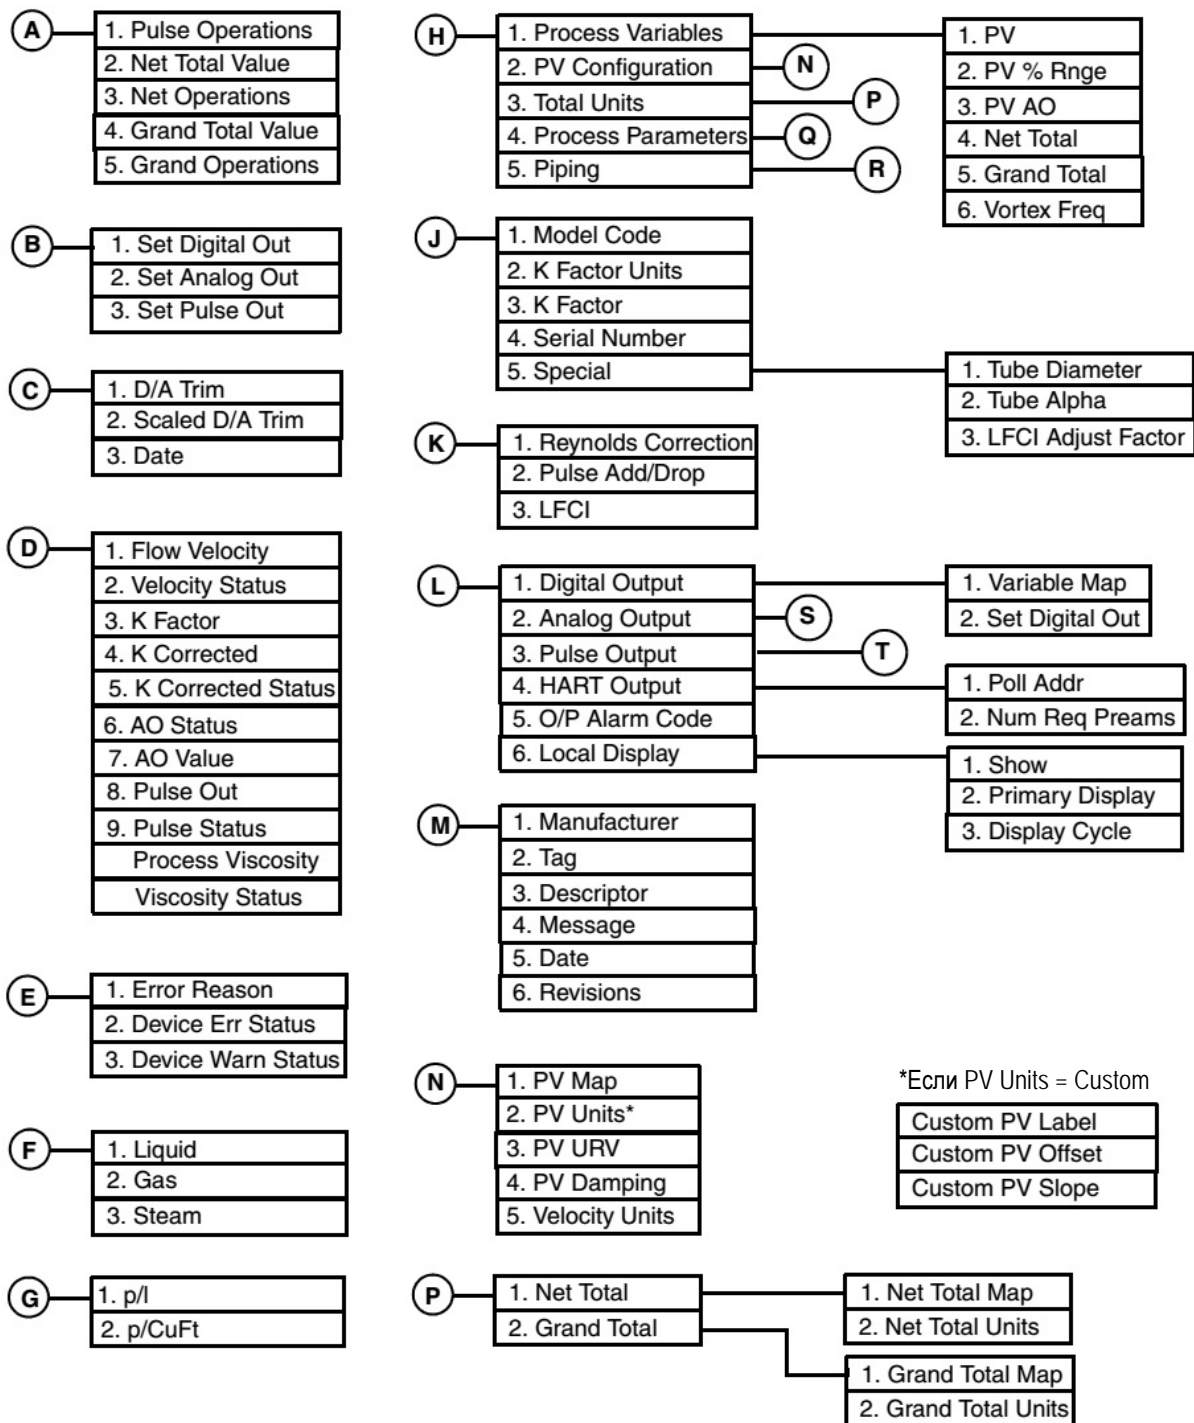 A
1. Pulse Operations
2. Net Total Value
3. Net Operations
4. Grand Total Value
5. Grand Operations
B
1. Set Digital Out
2. Set Analog Out
3. Set Pulse Out
C
1. D/A Trim
2. Scaled D/A Trim
3. Date
D
1. Flow Velocity
2. Velocity Status
3. K Factor
4. K Corrected
5. K Corrected Status
6. AO Status
7. AO Value
8. Pulse Out
9. Pulse Status
Process Viscosity
Viscosity Status
E
1. Error Reason
2. Device Err Status
3. Device Warn Status
F
1. Liquid
2. Gas
3. Steam
G
1. p/l
2. p/CuFt
H
1. Process Variables
2. PV Configuration
N
3. Total Units
P
4. Process Parameters
Q
5. Piping
R
1. PV
2. PV % Rnge
3. PV AO
4. Net Total
5. Grand Total
6. Vortex Freq
J
1. Model Code
2. K Factor Units
3. K Factor
4. Serial Number
5. Special
1. Tube Diameter
2. Tube Alpha
3. LFCI Adjust Factor
K
1. Reynolds Correction
2. Pulse Add/Drop
3. LFCI
L
1. Digital Output
2. Analog Output
S
3. Pulse Output
T
4. HART Output
5. O/P Alarm Code
6. Local Display
1. Variable Map
2. Set Digital Out
1. Poll Addr
2. Num Req Preams
1. Show
2. Primary Display
3. Display Cycle
M
1. Manufacturer
2. Tag
3. Descriptor
4. Message
5. Date
6. Revisions
N
1. PV Map
2. PV Units*
3. PV URV
4. PV Damping
5. Velocity Units
*Если PV Units = Custom
Custom PV Label
Custom PV Offset
Custom PV Slope
P
1. Net Total
2. Grand Total
1. Net Total Map
2. Net Total Units
1. Grand Total Map
2. Grand Total Units